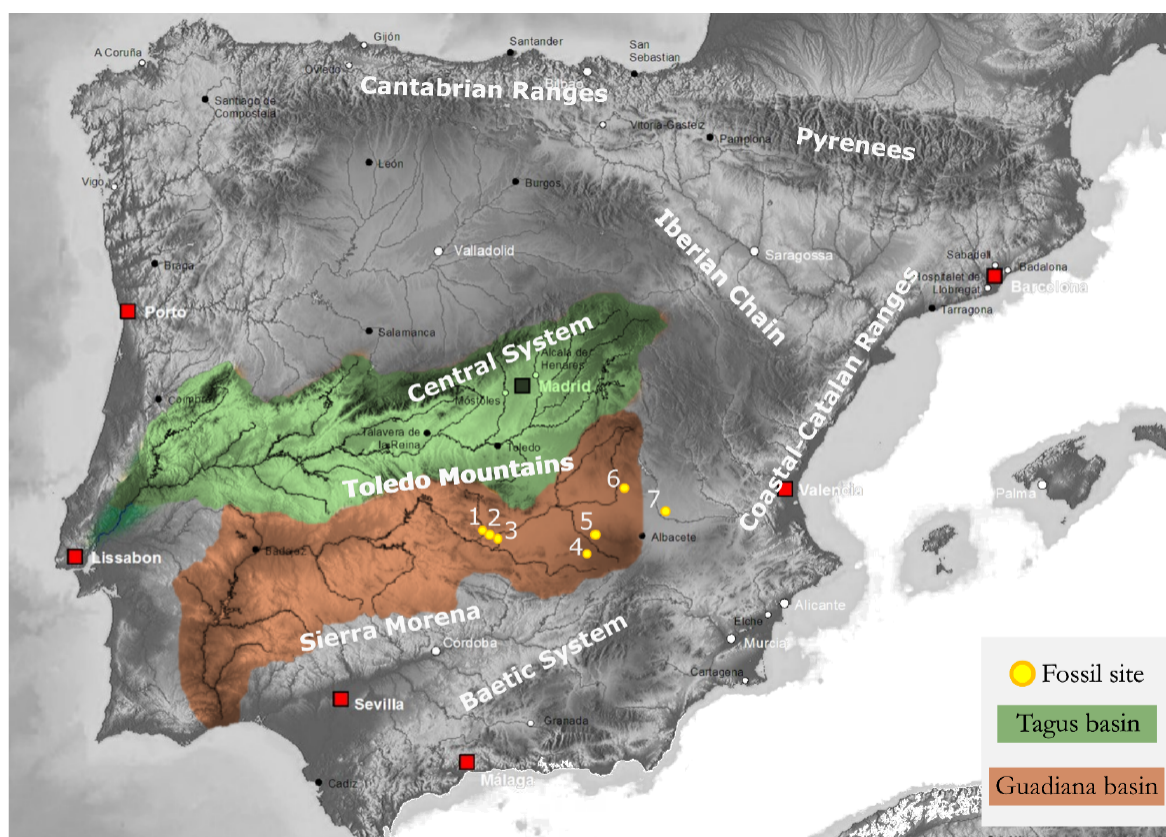 Gijón
A Coruña
Santander
San
Sebastian
Oviedo
Bilbao
Cantabrian Ranges
Santiago de
Compostela
Vitoria-Gasteiz
Pamplona
Pyrenees
León
Vigo
Burgos
Iberian Chain
Valladolid
Saragossa
Sabadell
Badalona
Braga
Hospitalet de
Llobregat
Barcelona
Coastal-Catalan Ranges
Porto
Tarragona
Salamanca
Central System
Alcalá de
Henares
Madrid
Móstoles
Coimbra
Talavera de
la Reina
Toledo
Toledo Mountains
Valencia
Palma
6
7
1
2
3
5
4
Albacete
Lissabon
Badajoz
Sierra Morena
Alicante
Elche
Murcia
Córdoba
Baetic System
Cartagena
Sevilla
Granada
Málaga
Cadiz
Fossil site
Tagus basin
Guadiana basin